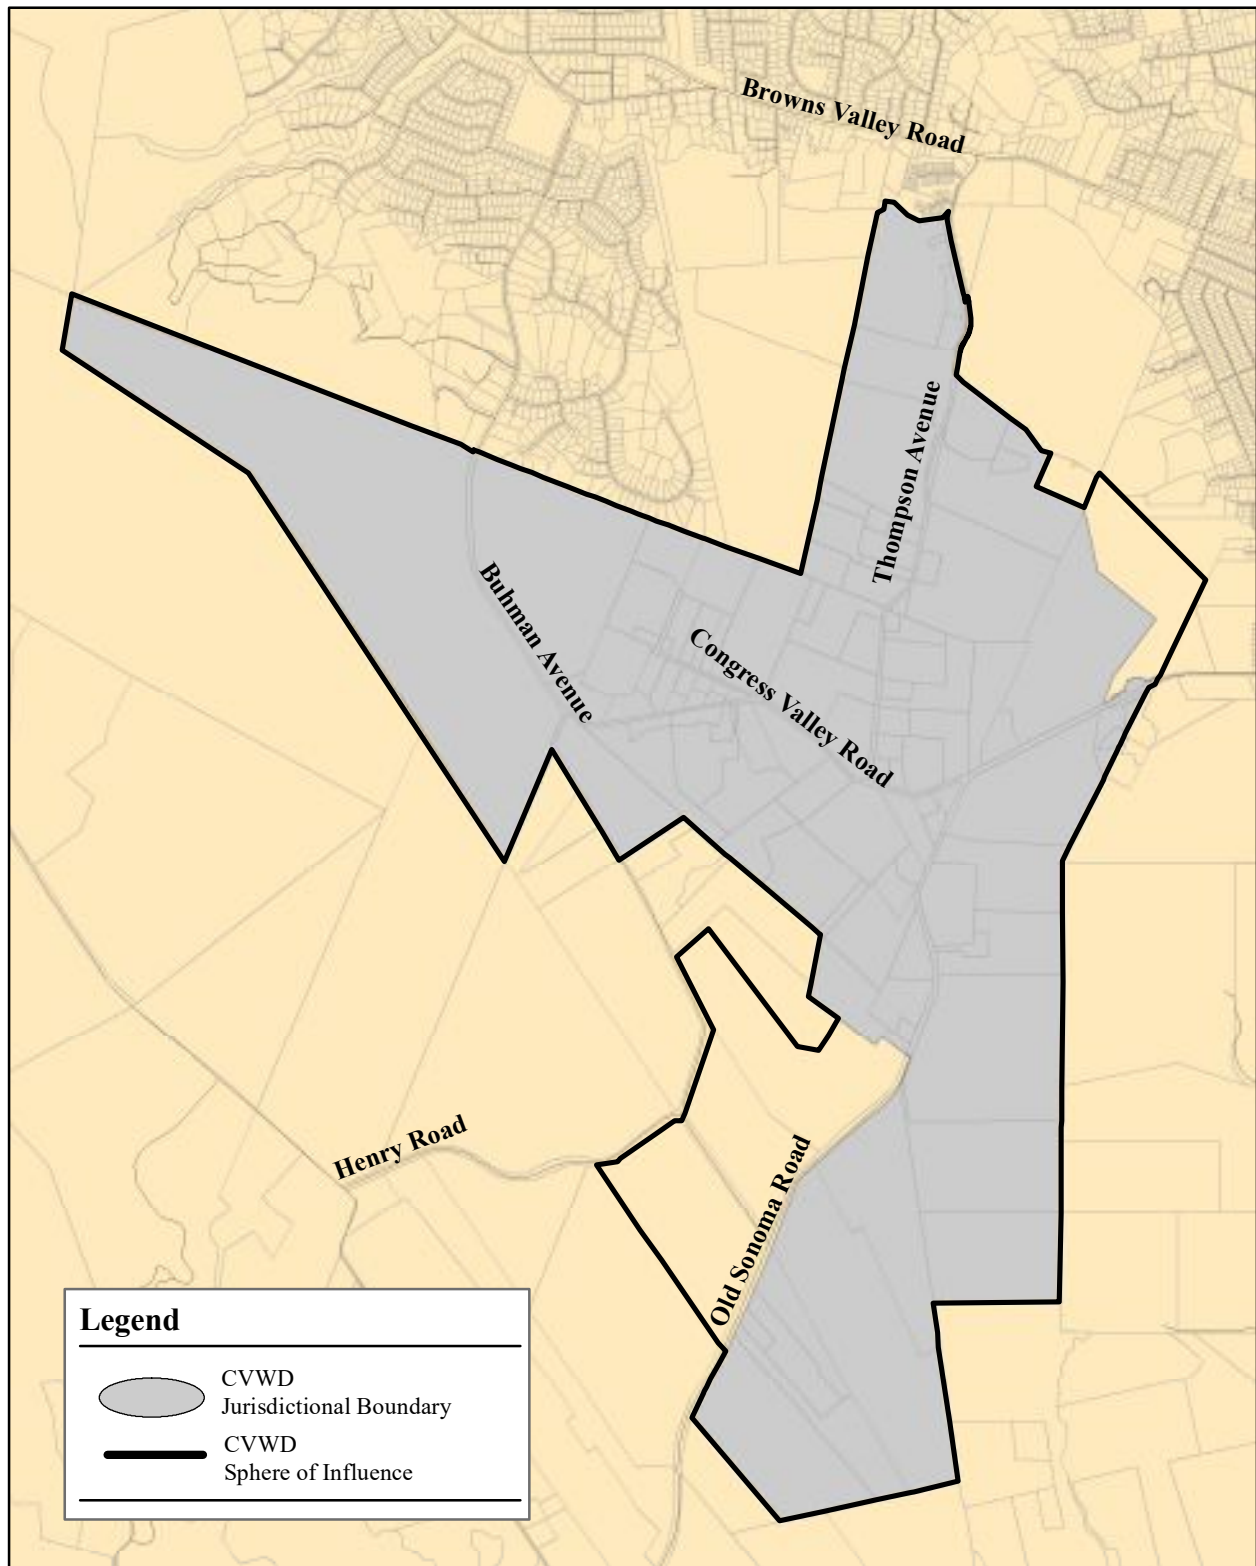 Browns Valley Road
Thompson Avenue
Buhman Avenue
Congress Valley Road
Henry Road
Old Sonoma Road
Legend
CVWD
Jurisdictional Boundary
CVWD
Sphere of Influence